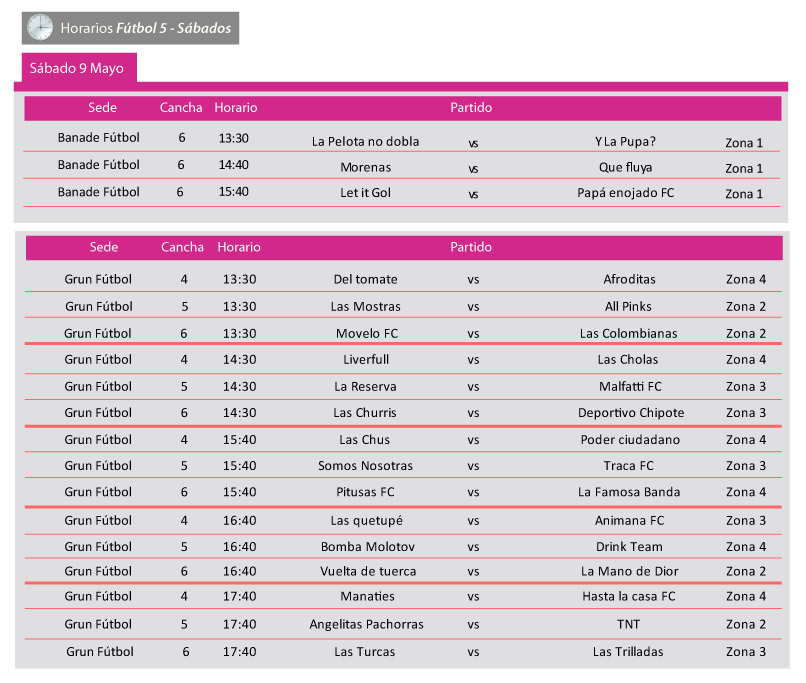 Horarios Fútbol 5 - Sábados
Sábado 9 Mayo
Sede Cancha Horario Partido
Banade Fútbol 6 13:30 La Pelota no dobla vs Y La Pupa? Zona 1
Banade Fútbol 6 14:40 Morenas vs Que fluya Zona 1
Banade Fútbol 6 15:40 Let it Gol vs Papá enojado FC Zona 1
Sede Cancha Horario Partido
Grun Fútbol 4 13:30 Del tomate vs Afroditas Zona 4
Grun Fútbol 5 13:30 Las Mostras vs All Pinks Zona 2
Grun Fútbol 6 13:30 Movelo FC vs Las Colombianas Zona 2
Grun Fútbol 4 14:30 Liverfull vs Las Cholas Zona 4
Grun Fútbol 5 14:30 La Reserva vs Malfatti FC Zona 3
Grun Fútbol 6 14:30 Las Churris vs Deportivo Chipote Zona 3
Grun Fútbol 4 15:40 Las Chus vs Poder ciudadano Zona 4
Grun Fútbol 5 15:40 Somos Nosotras vs Traca FC Zona 3
Grun Fútbol 6 15:40 Pitusas FC vs La Famosa Banda Zona 4
Grun Fútbol 4 16:40 Las quetupé vs Animana FC Zona 3
Grun Fútbol 5 16:40 Bomba Molotov vs Drink Team Zona 4
Grun Fútbol 6 16:40 Vuelta de tuerca vs La Mano de Dior Zona 2
Grun Fútbol 4 17:40 Manaties vs Hasta la casa FC Zona 4
Grun Fútbol 5 17:40 Angelitas Pachorras vs TNT Zona 2
Grun Fútbol 6 17:40 Las Turcas vs Las Trilladas Zona 3